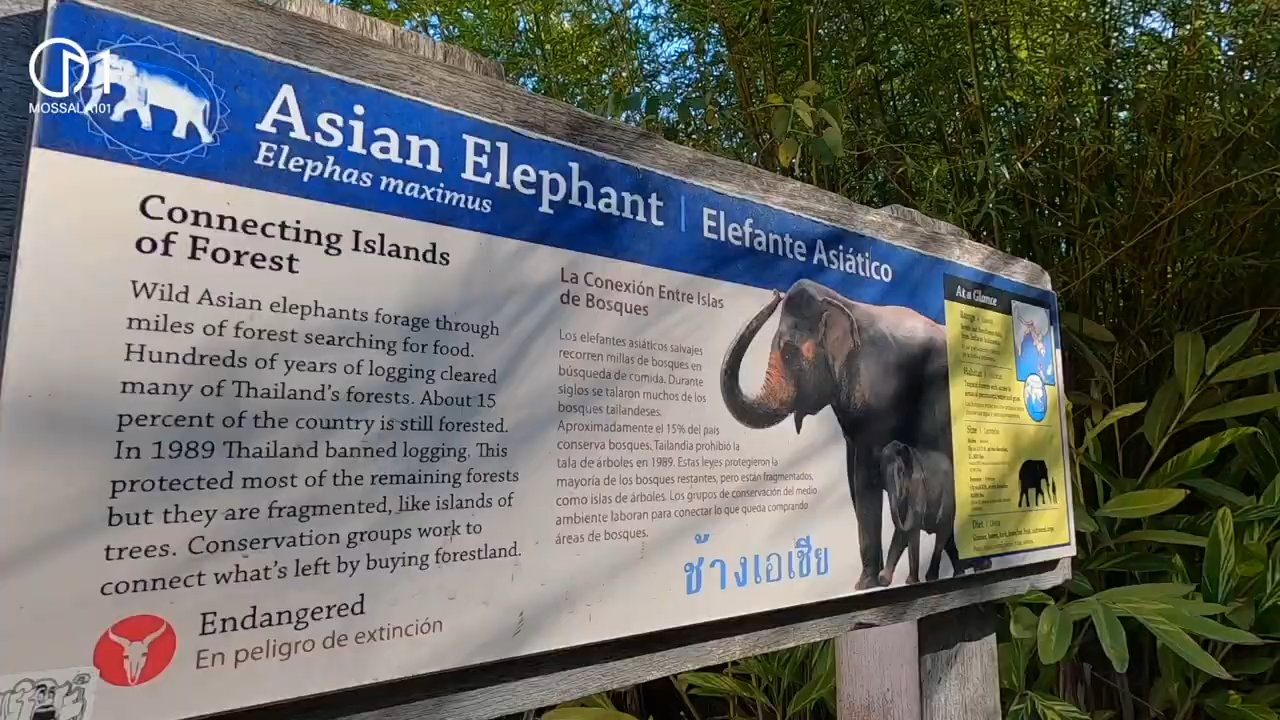 MOSSALA101
Asian Elephant | Elefante Asiático
Elephas maximus
Connecting Islands
of Forest
Wild Asian elephants forage through
miles of forest searching for food.
Hundreds of years of logging cleared
many of Thailand's forests. About 15
percent of the country is still forested.
In 1989 Thailand banned logging. This
protected most of the remaining forests
but they are fragmented, like islands of
trees. Conservation groups work to
connect what's left by buying forestland.
Endangered
En peligro de extinción
La Conexión Entre Islas
de Bosques
Los elefantes asiáticos salvajes
recorren millas de bosque en
búsqueda de comida. Durante
siglos se talaron muchos de los
bosques tailandeses.
Aproximadamente el 15% del país
conserva bosques. Tailandia prohibió la
tala de árboles en 1989. Estas leyes protegieron la
mayoría de los bosques restantes, pero están fragmentados,
como islas de árboles. Los grupos de conservación del medio
ambiente laboran para conectar lo que queda comprando
áreas de bosques.
ช้างเอเชีย
At a Glance
Range
Habitat
Size
Diet